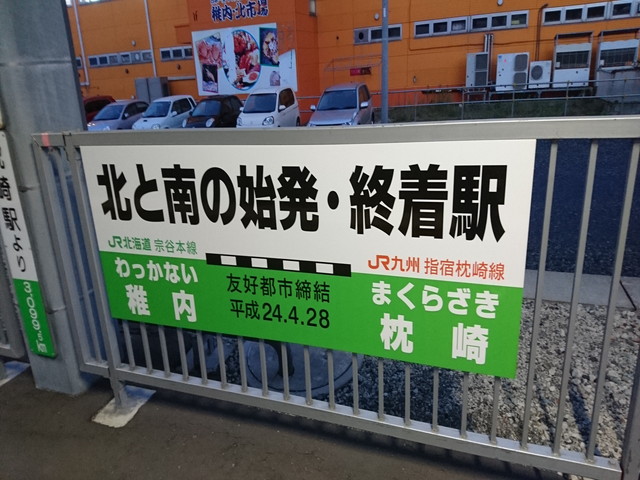 稚内・北市場
北と南の始発・終着駅
JR北海道 宗谷本線
わっかない
稚内
友好都市締結
平成24.4.28
JR九州 指宿枕崎線
まくらざき
枕崎
崎駅より